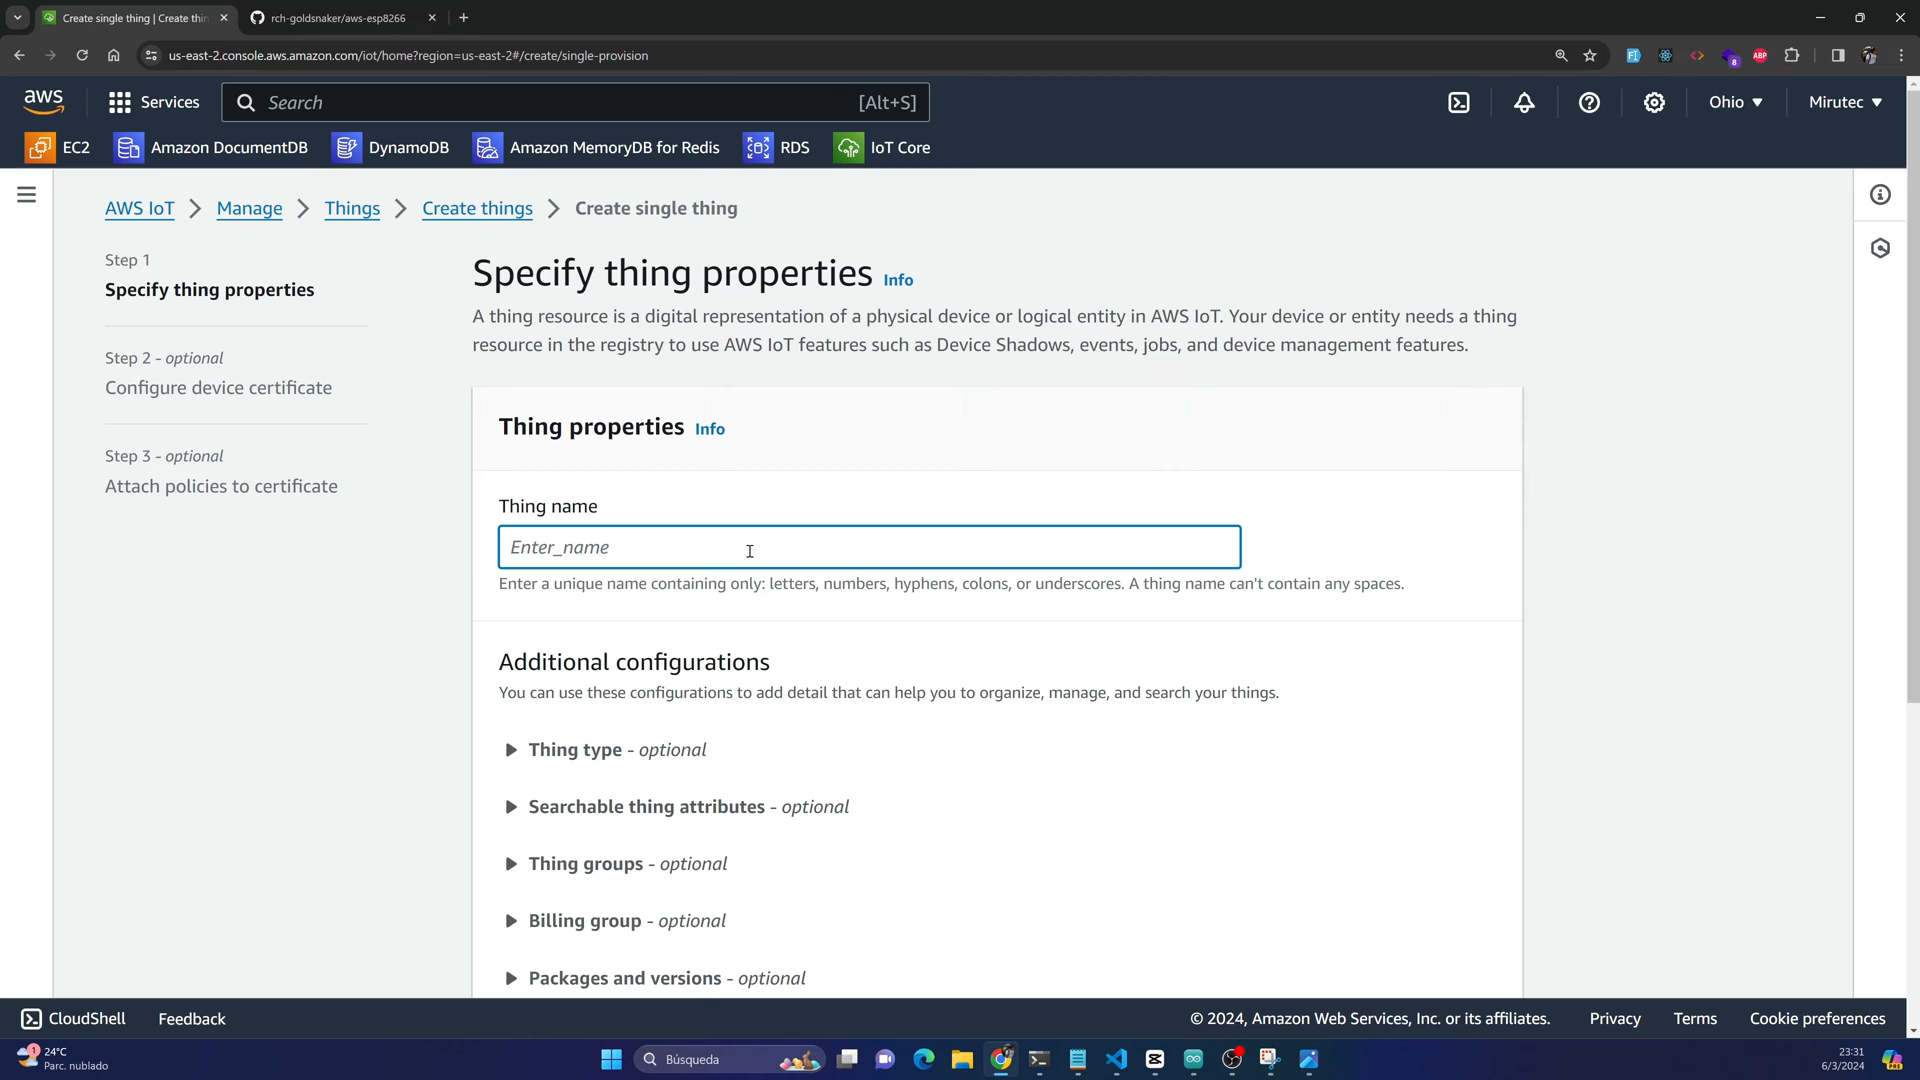 Create single thing | Create thin
rch-goldsnaker/aws-esp8266
us-east-2.console.aws.amazon.com/iot/home?region=us-east-2#/create/single-provision
8
ABP
aws
Services
Search
[Alt+S]
Ohio
Mirutec
EC2
Amazon DocumentDB
DynamoDB
Amazon MemoryDB for Redis
RDS
IoT Core
AWS IoT
Manage
Things
Create things
Create single thing
Step 1
Specify thing properties
Step 2 - optional
Configure device certificate
Step 3 - optional
Attach policies to certificate
Specify thing properties Info
A thing resource is a digital representation of a physical device or logical entity in AWS IoT. Your device or entity needs a thing
resource in the registry to use AWS IoT features such as Device Shadows, events, jobs, and device management features.
Thing properties Info
Thing name
Enter_name
Enter a unique name containing only: letters, numbers, hyphens, colons, or underscores. A thing name can't contain any spaces.
Additional configurations
You can use these configurations to add detail that can help you to organize, manage, and search your things.
Thing type - optional
Searchable thing attributes - optional
Thing groups - optional
Billing group - optional
Packages and versions - optional
CloudShell
Feedback
© 2024, Amazon Web Services, Inc. or its affiliates.
Privacy
Terms
Cookie preferences
1
24°C
Parc. nublado
Búsqueda
23:31
6/3/2024
PRE